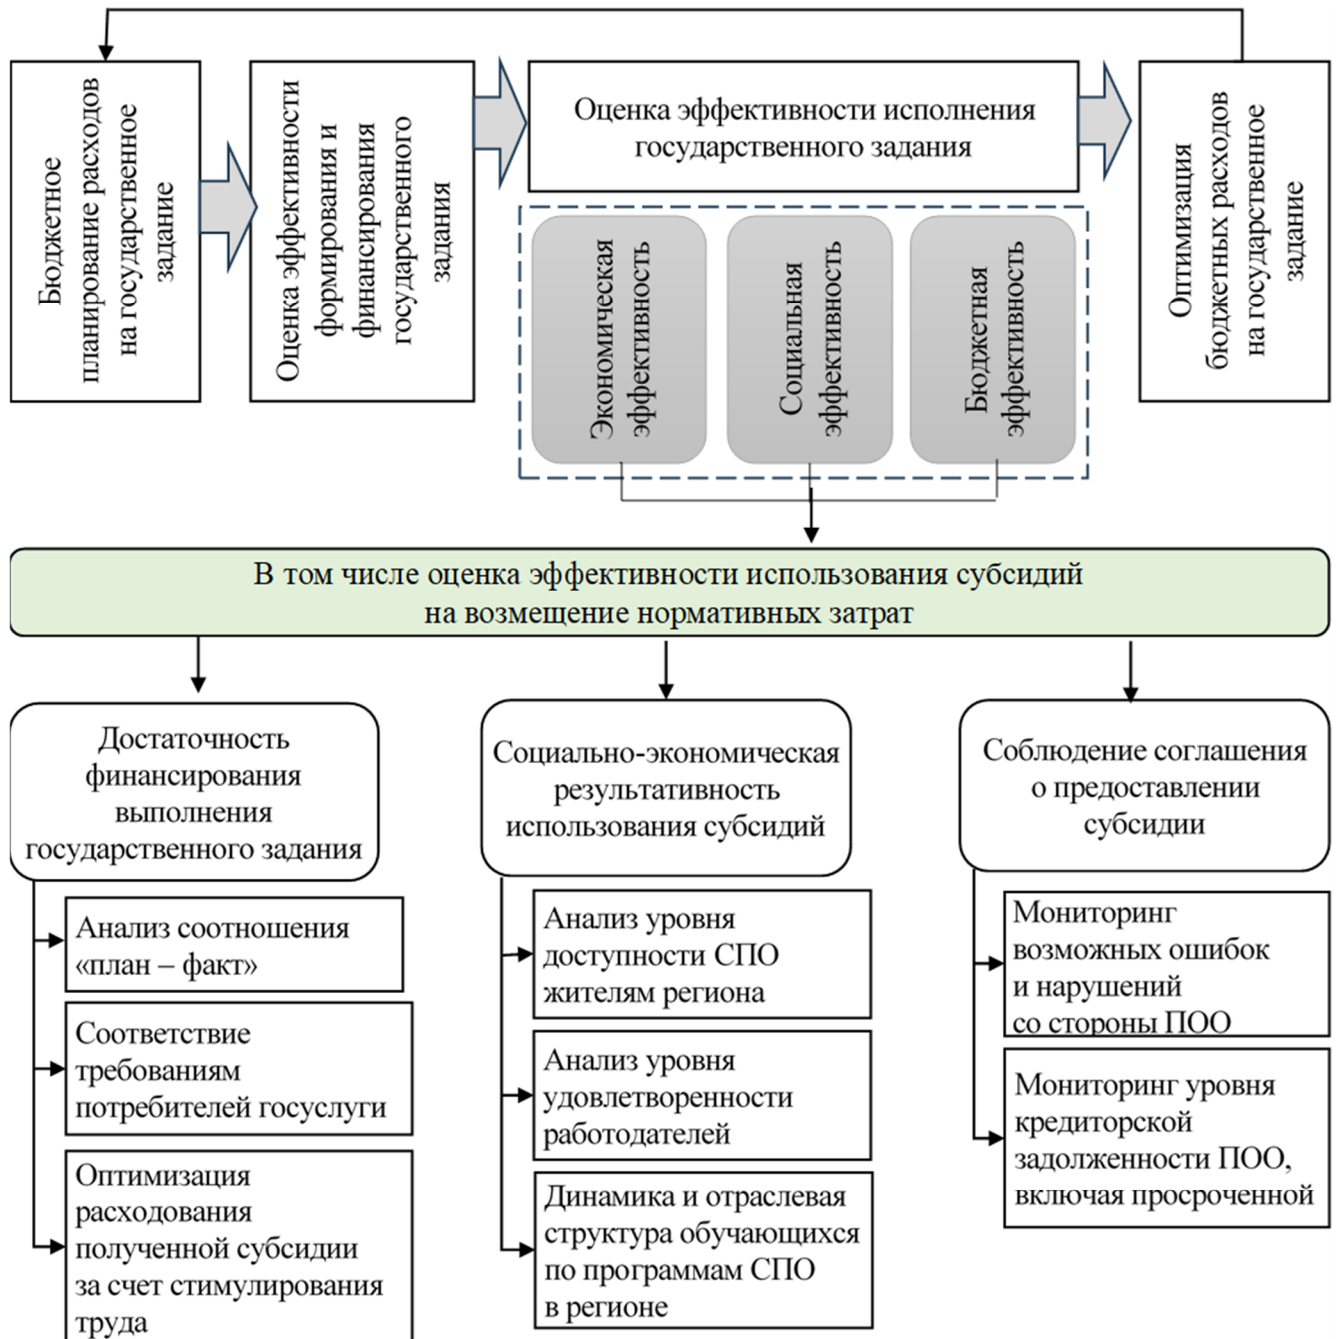 Бюджетное
планирование расходов
на государственное
задание
Оценка эффективности
формирования и
финансирования
государственного
задания
Оценка эффективности исполнения
государственного задания
Экономическая
эффективность
Социальная
эффективность
Бюджетная
эффективность
Оптимизация
бюджетных расходов
на государственное
задание
В том числе оценка эффективности использования субсидий
на возмещение нормативных затрат
Достаточность
финансирования
выполнения
государственного задания
Анализ соотношения
«план – факт»
Соответствие
требованиям
потребителей госуслуги
Оптимизация
расходования
полученной субсидии
за счет стимулирования
труда
Социально-экономическая
результативность
использования субсидий
Анализ уровня
доступности СПО
жителям региона
Анализ уровня
удовлетворенности
работодателей
Динамика и отраслевая
структура обучающихся
по программам СПО
в регионе
Соблюдение соглашения
о предоставлении
субсидии
Мониторинг
возможных ошибок
и нарушений
со стороны ПОО
Мониторинг уровня
кредиторской
задолженности ПОО,
включая просроченной